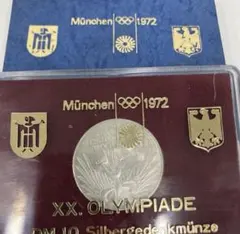 München 1972
München 1972
XX. OLYMPIADE
DM 10 Silbergedenkmünze